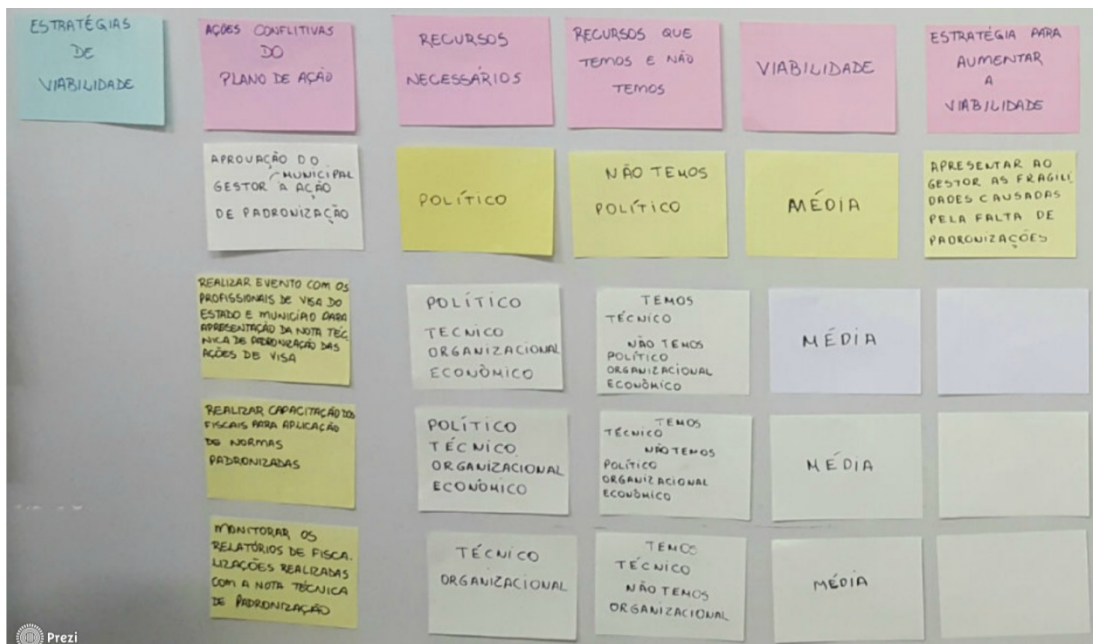 ESTRATÉGIAS
DE
VIABILIDADE
AÇÕES CONFLITIVAS
DO
PLANO DE AÇÃO
RECURSOS
NECESSÁRIOS
RECURSOS QUE
TEMOS E NÃO
TEMOS
VIABILIDADE
ESTRATÉGIA PARA
AUMENTAR
A
VIABILIDADE
APROVAÇÃO DO
MUNICIPAL
GESTOR A AÇÃO
DE PADRONIZAÇÃO
POLÍTICO
NÃO TEMOS
POLÍTICO
MÉDIA
APRESENTAR AO
GESTOR AS FRAGILI
DADES CAUSADAS
PELA FALTA DE
PADRONIZAÇÕES
REALIZAR EVENTO COM OS
PROFISSIONAIS DE VISA DO
ESTADO E MUNICÍPIO PARA
APRESENTAÇÃO DA NOTA TÉC
NICA DE PADRONIZAÇÃO DAS
AÇÕES DE VISA
POLÍTICO
TÉCNICO
ORGANIZACIONAL
ECONÔMICO
TEMOS
TÉCNICO
NÃO TEMOS
POLÍTICO
ORGANIZACIONAL
ECONÔMICO
MÉDIA
REALIZAR CAPACITAÇÃO DOS
FISCAIS PARA APLICAÇÃO
DE NORMAS
PADRONIZADAS
POLÍTICO
TÉCNICO
ORGANIZACIONAL
ECONÔMICO
TEMOS
TÉCNICO
NÃO TEMOS
POLÍTICO
ORGANIZACIONAL
ECONÔMICO
MÉDIA
MONITORAR OS
RELATÓRIOS DE FISCA.
LIZAÇÕES REALIZADAS
COM A NOTA TÉCNICA
DE PADRONIZAÇÃO
TÉCNICO
ORGANIZACIONAL
TEMOS
TÉCNICO
NÃO TEMOS
ORGANIZACIONAL
MÉDIA
Prezi